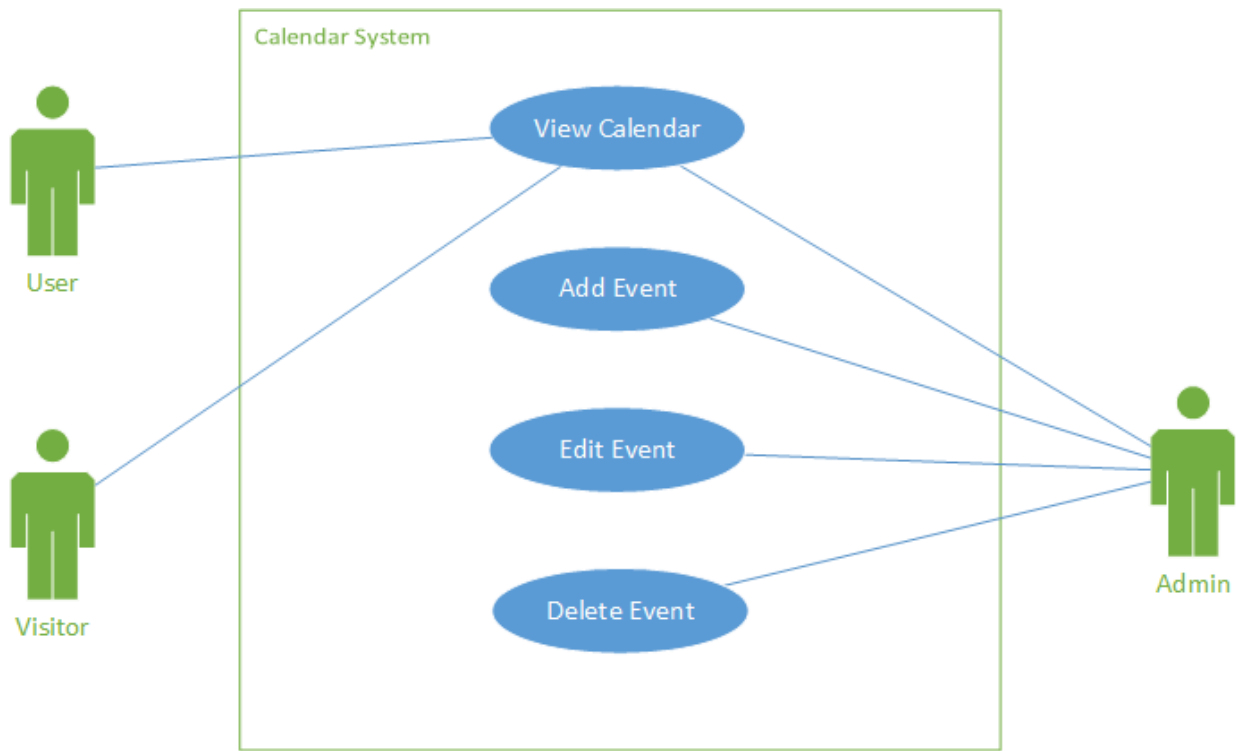 Calendar System
View Calendar
User
Add Event
Edit Event
Admin
Delete Event
Visitor